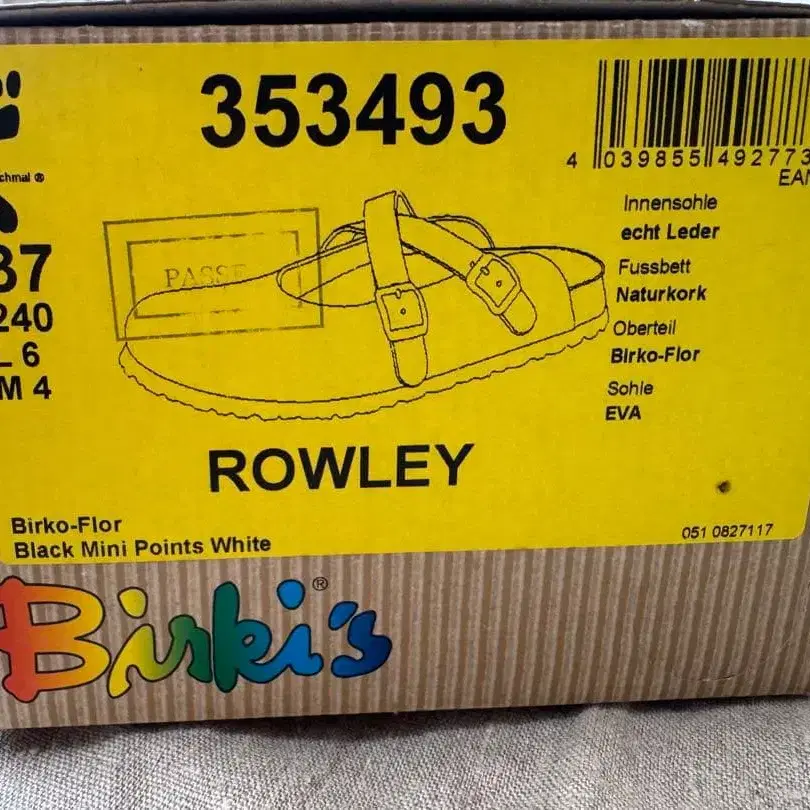 353493
4 039855 492773
EAN
chmal ®
37
240
L 6
M 4
PASSE
Innensohle
echt Leder
Fussbett
Naturkork
Oberteil
Birko-Flor
Sohle
EVA
ROWLEY
Birko-Flor
Black Mini Points White
051 0827117
Birki's®